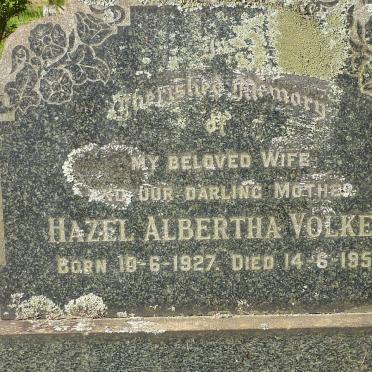 Cherished Memory
of
MY BELOVED WIFE
AND OUR DARLING MOTHER
HAZEL ALBERTHA VOLKE
BORN 10-6-1927. DIED 14-6-195